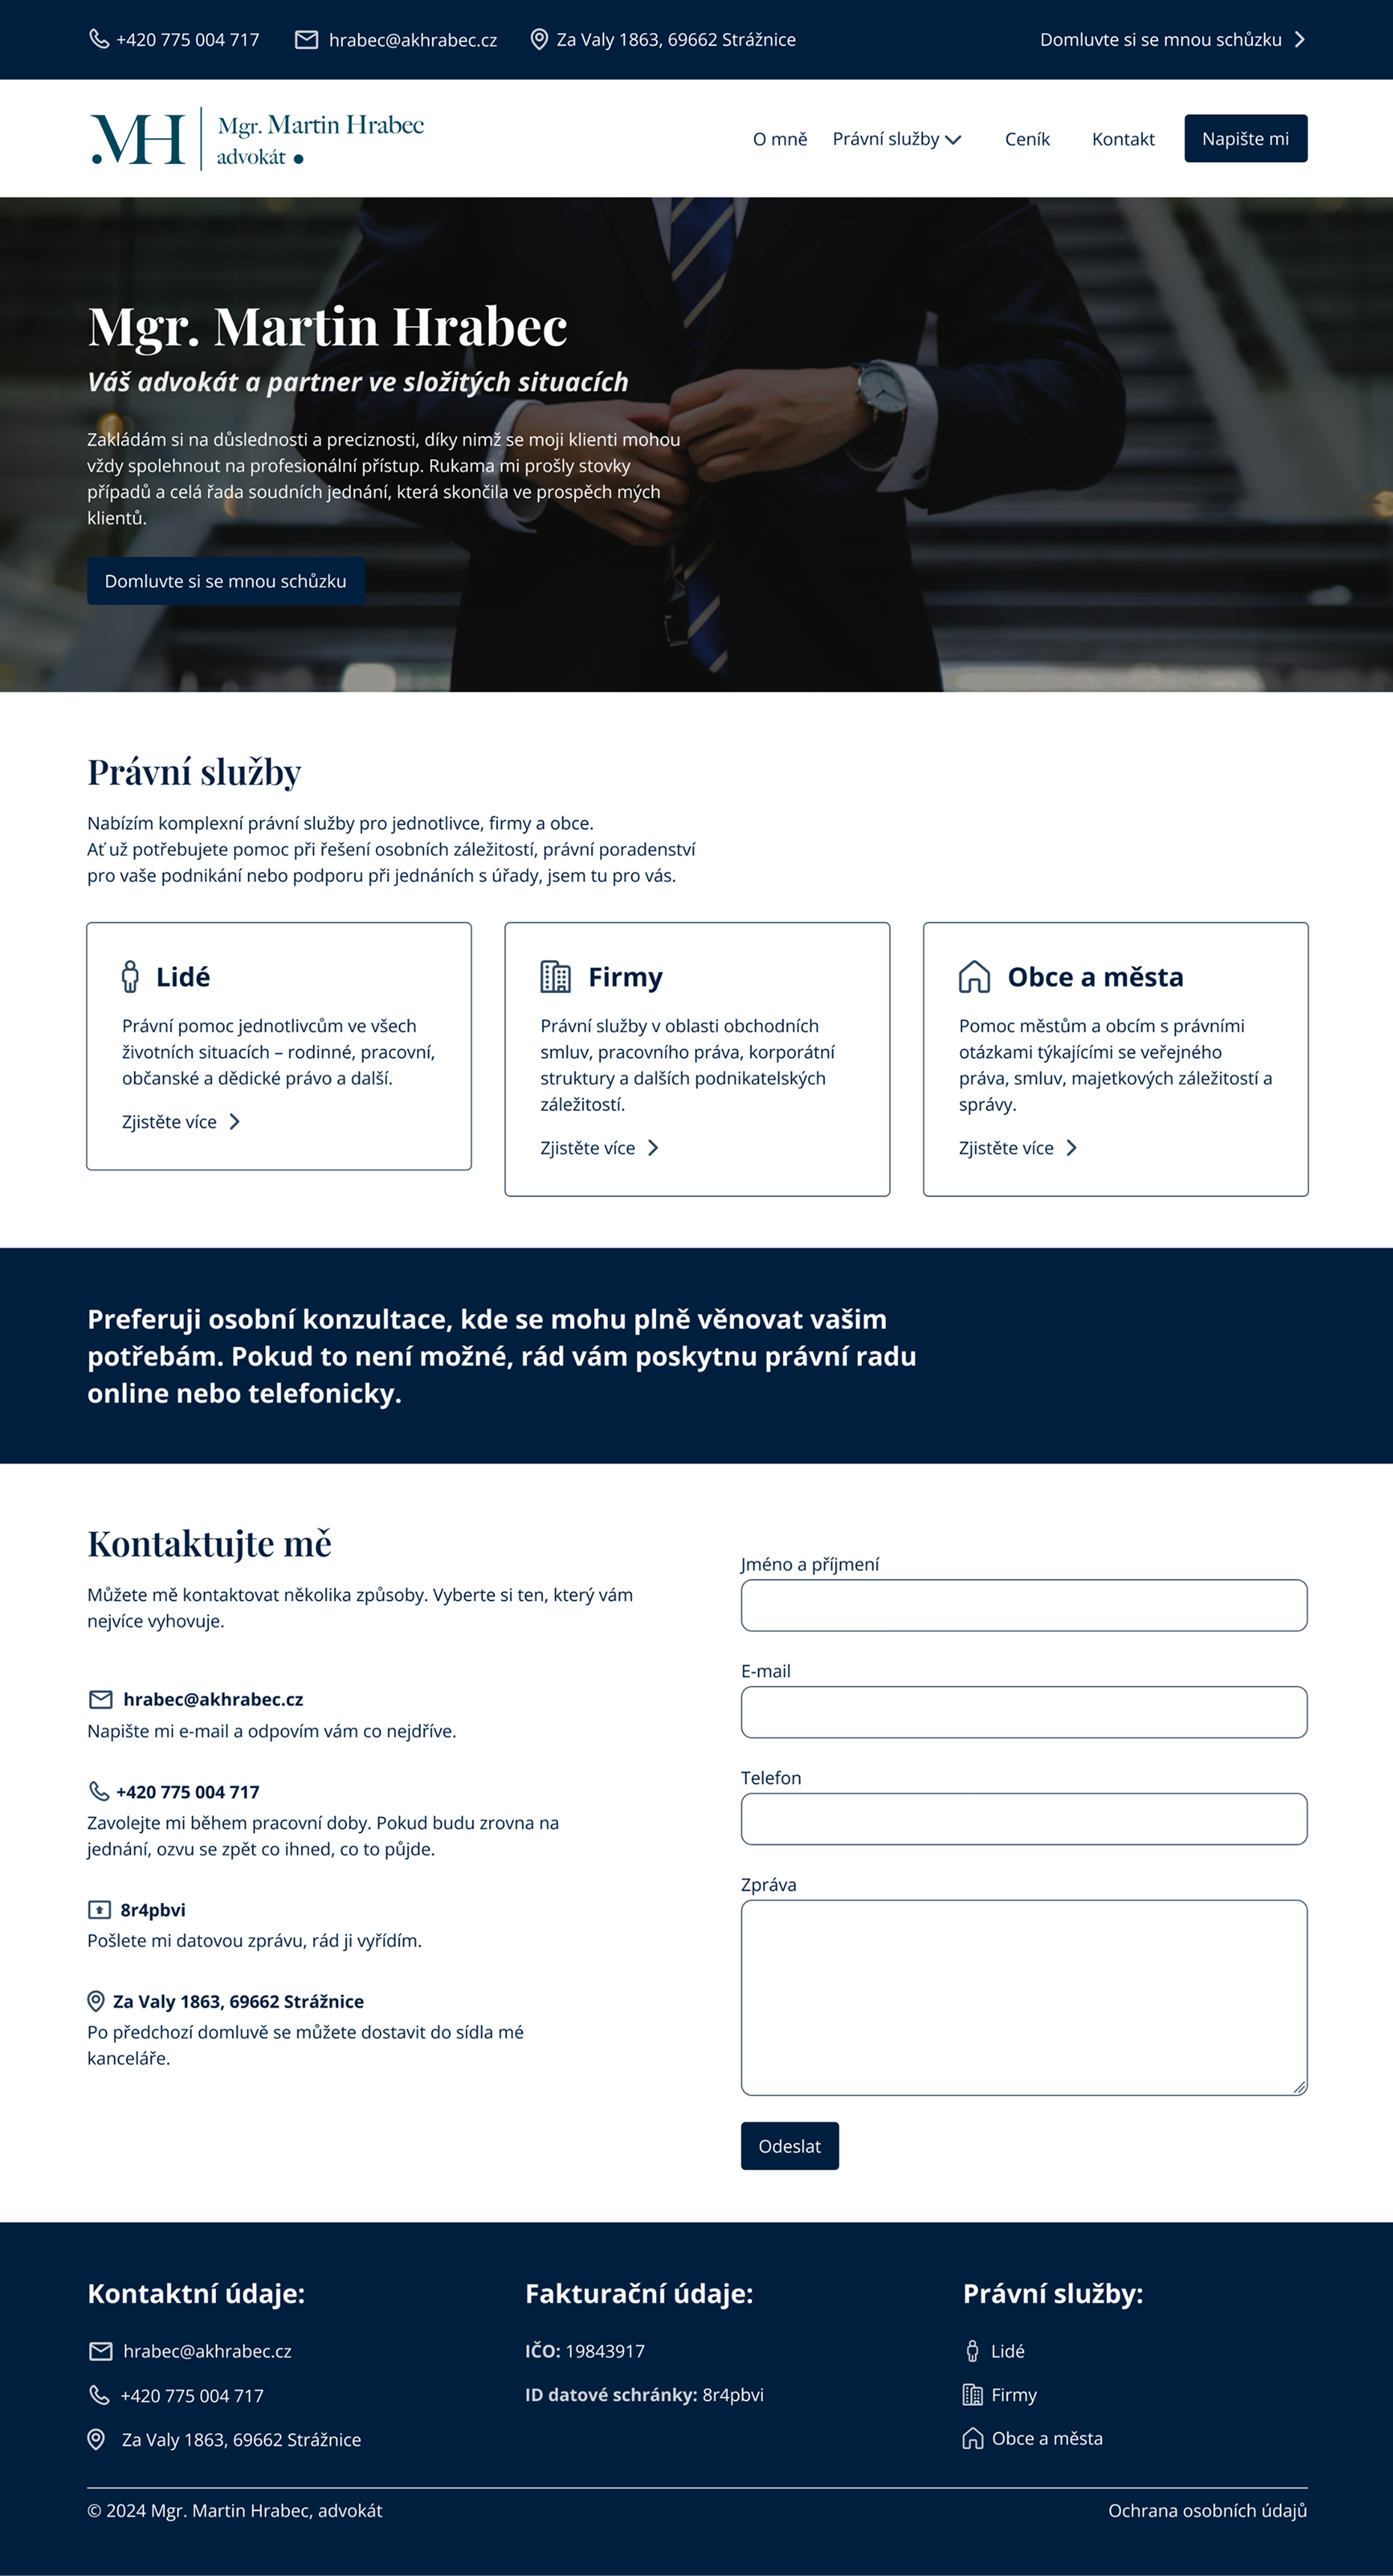 +420 775 004 717 hrabec@akhrabec.cz Za Valy 1863, 69662 Strážnice Domluvte si se mnou schůzku
MH Mgr. Martin Hrabec
advokát
O mně Právní služby Ceník Kontakt Napište mi
Mgr. Martin Hrabec
Váš advokát a partner ve složitých situacích
Zakládám si na důslednosti a preciznosti, díky nimž se moji klienti mohou
vždy spolehnout na profesionální přístup. Rukama mi prošly stovky
případů a celá řada soudních jednání, která skončila ve prospěch mých
klientů.
Domluvte si se mnou schůzku
Právní služby
Nabízím komplexní právní služby pro jednotlivce, firmy a obce.
Ať už potřebujete pomoc při řešení osobních záležitostí, právní poradenství
pro vaše podnikání nebo podporu při jednáních s úřady, jsem tu pro vás.
Lidé
Právní pomoc jednotlivcům ve všech
životních situacích – rodinné, pracovní,
občanské a dědické právo a další.
Zjistěte více
Firmy
Právní služby v oblasti obchodních
smluv, pracovního práva, korporátní
struktury a dalších podnikatelských
záležitostí.
Zjistěte více
Obce a města
Pomoc městům a obcím s právními
otázkami týkajícími se veřejného
práva, smluv, majetkových záležitostí a
správy.
Zjistěte více
Preferuji osobní konzultace, kde se mohu plně věnovat vašim
potřebám. Pokud to není možné, rád vám poskytnu právní radu
online nebo telefonicky.
Kontaktujte mě
Můžete mě kontaktovat několika způsoby. Vyberte si ten, který vám
nejvíce vyhovuje.
hrabec@akhrabec.cz
Napište mi e-mail a odpovím vám co nejdříve.
+420 775 004 717
Zavolejte mi během pracovní doby. Pokud budu zrovna na
jednání, ozvu se zpět co ihned, co to půjde.
8r4pbvi
Pošlete mi datovou zprávu, rád ji vyřídím.
Za Valy 1863, 69662 Strážnice
Po předchozí domluvě se můžete dostavit do sídla mé
kanceláře.
Jméno a příjmení
E-mail
Telefon
Zpráva
Odeslat
Kontaktní údaje:
hrabec@akhrabec.cz
+420 775 004 717
Za Valy 1863, 69662 Strážnice
Fakturační údaje:
IČO: 19843917
ID datové schránky: 8r4pbvi
Právní služby:
Lidé
Firmy
Obce a města
© 2024 Mgr. Martin Hrabec, advokát
Ochrana osobních údajů